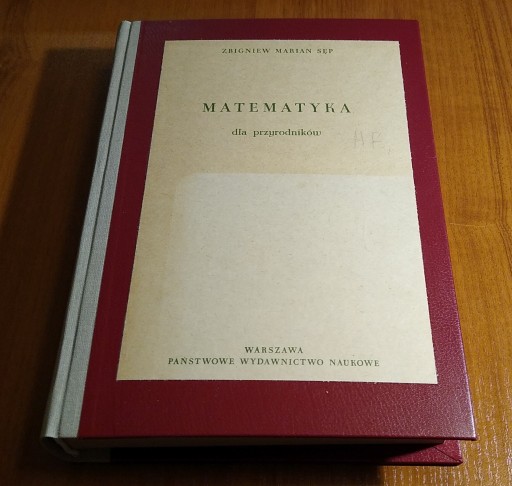 ZBIGNIEW MARIAN SĘP
MATEMATYKA
dla przyrodników
WARSZAWA
PAŃSTWOWE WYDAWNICTWO NAUKOWE